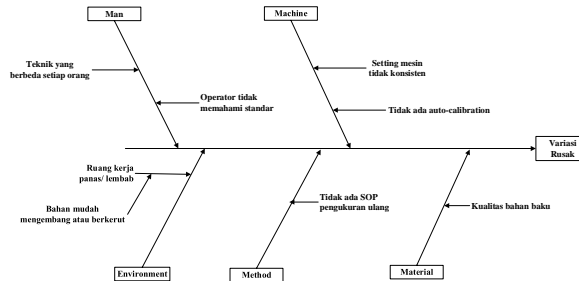 Man
Machine
Teknik yang
berbeda setiap orang
Setting mesin
tidak konsisten
Operator tidak
memahami standar
Tidak ada auto-calibration
Variasi
Rusak
Ruang kerja
panas/ lembab
Bahan mudah
mengembang atau berkerut
Tidak ada SOP
pengukuran ulang
Kualitas bahan baku
Environment
Method
Material